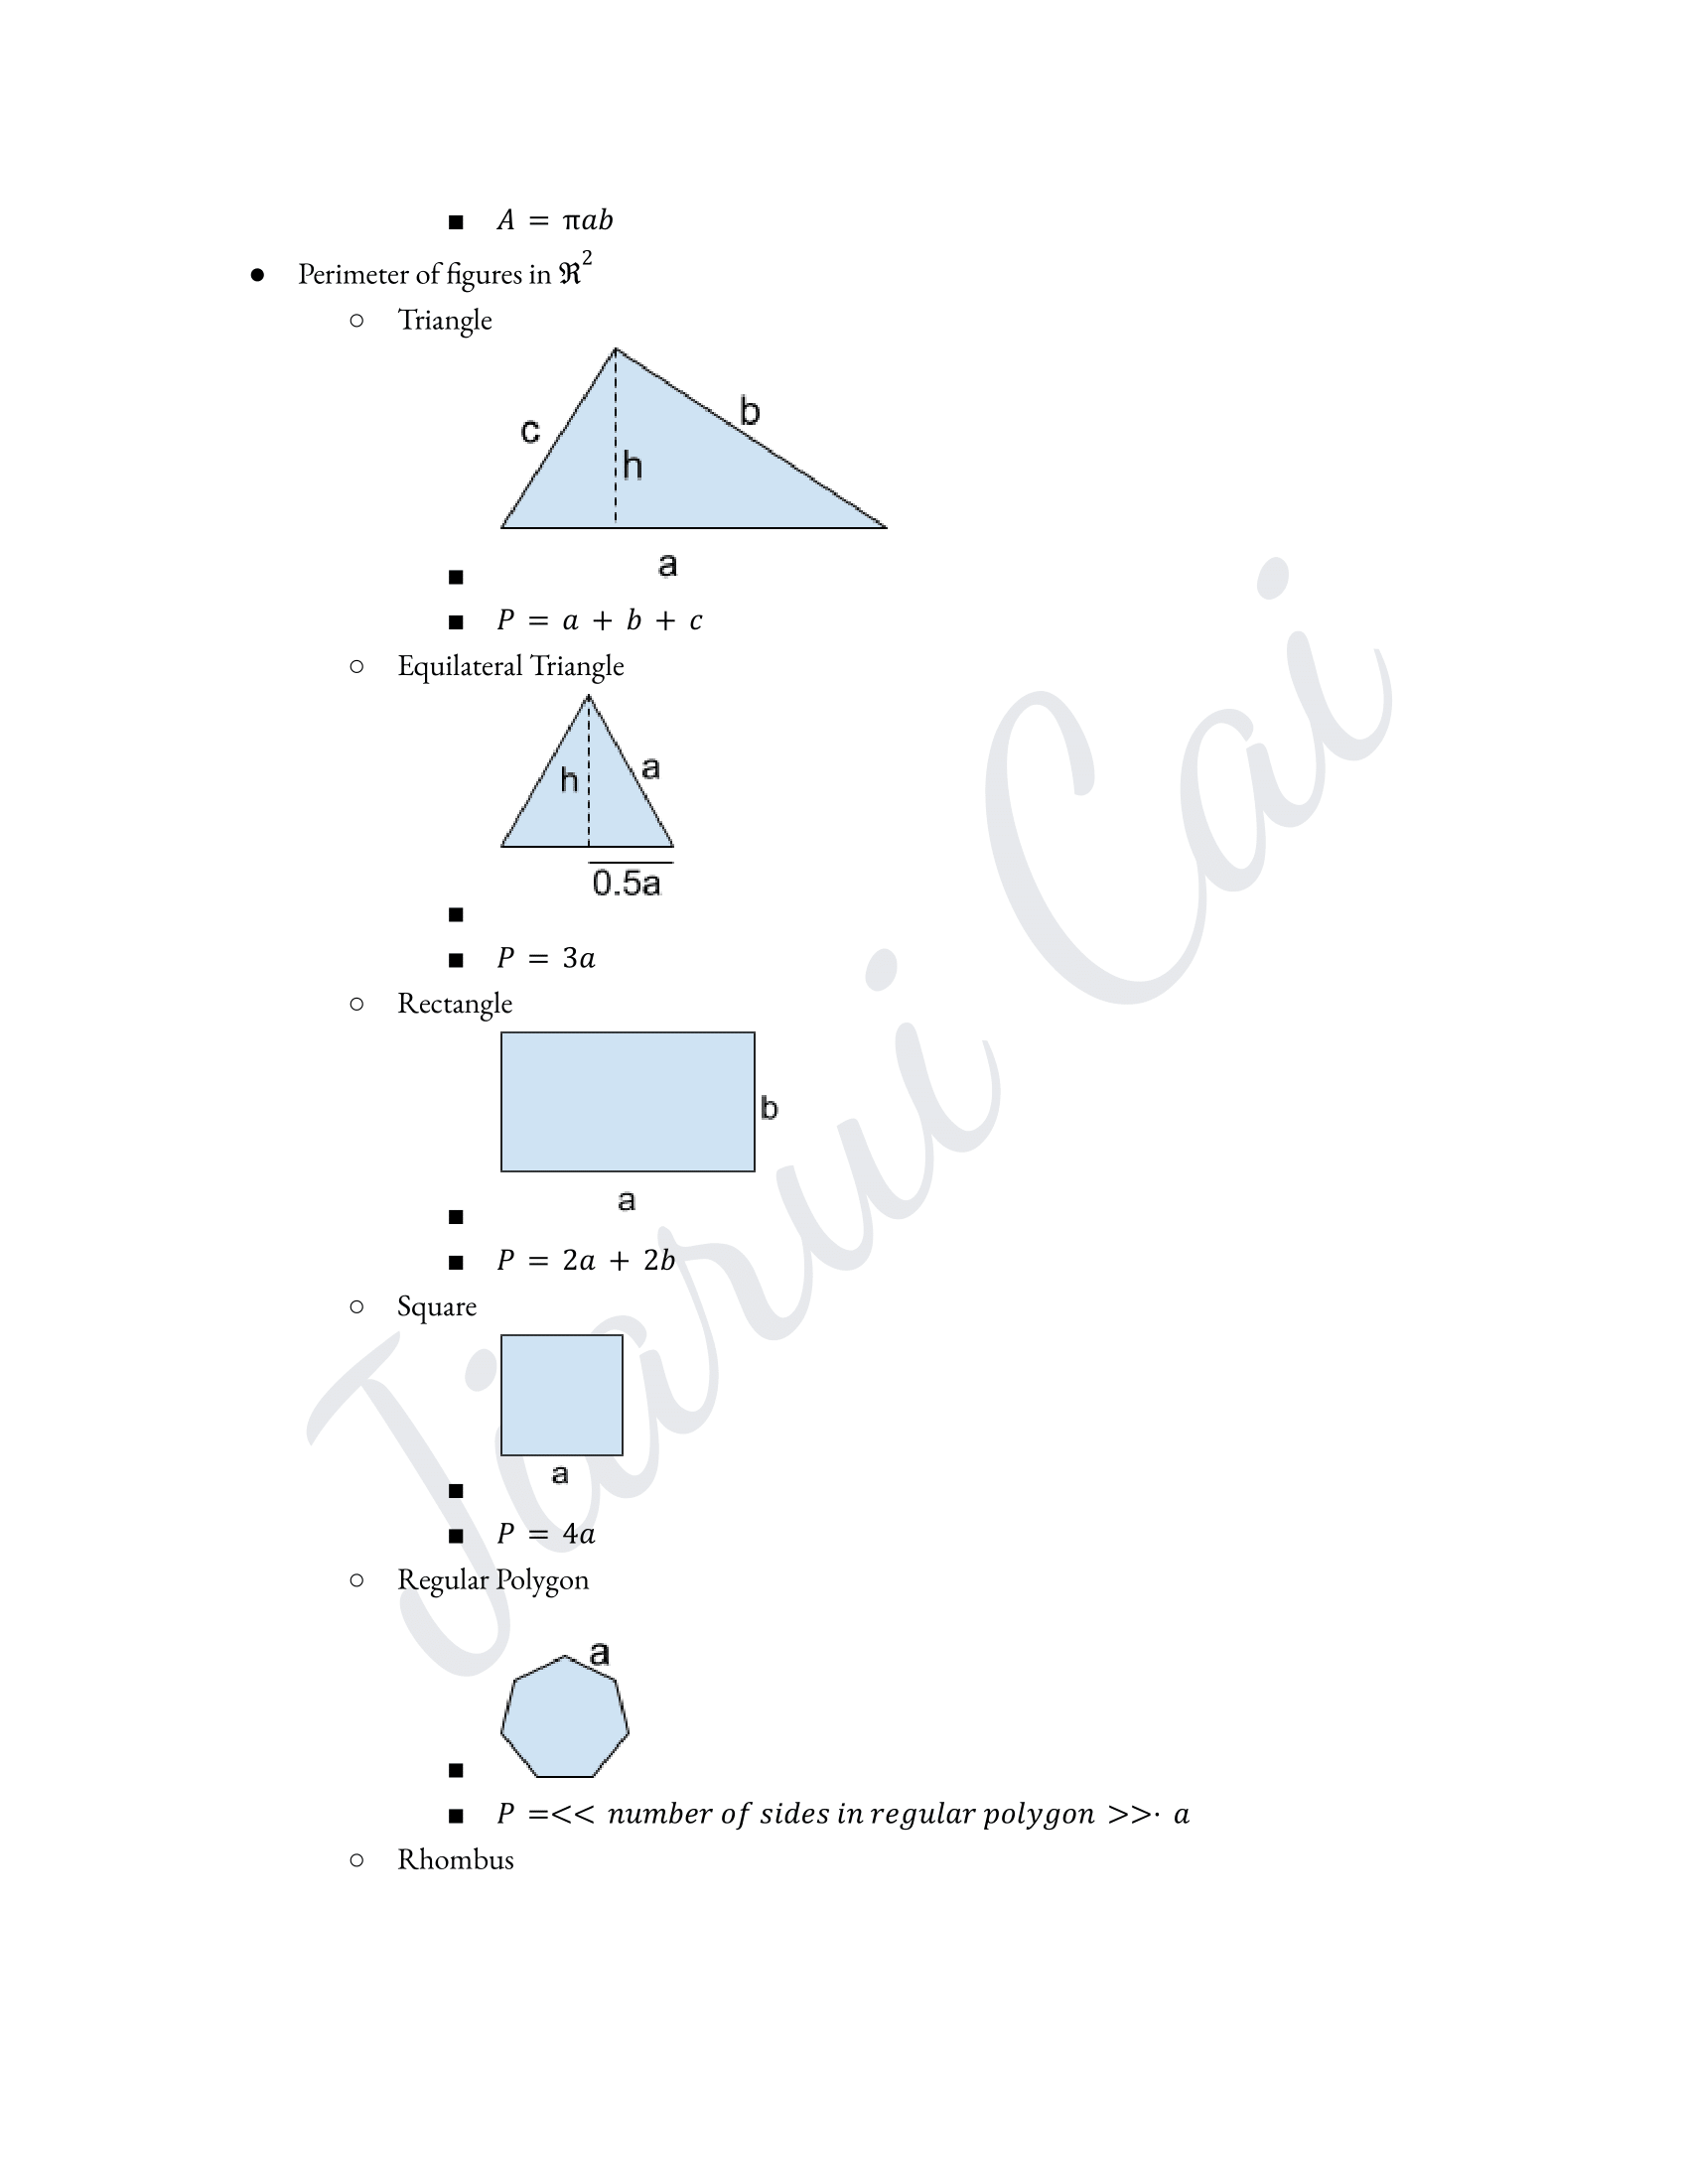 ■ A = πab
● Perimeter of figures in ℜ²
○ Triangle
c
b
h
a
■
■ P = a + b + c
○ Equilateral Triangle
h
a
0.5a
■
■ P = 3a
○ Rectangle
b
a
■
■ P = 2a + 2b
○ Square
a
■
■ P = 4a
○ Regular Polygon
a
■
■ P =<< number of sides in regular polygon >>· a
○ Rhombus
Jiarui Cai